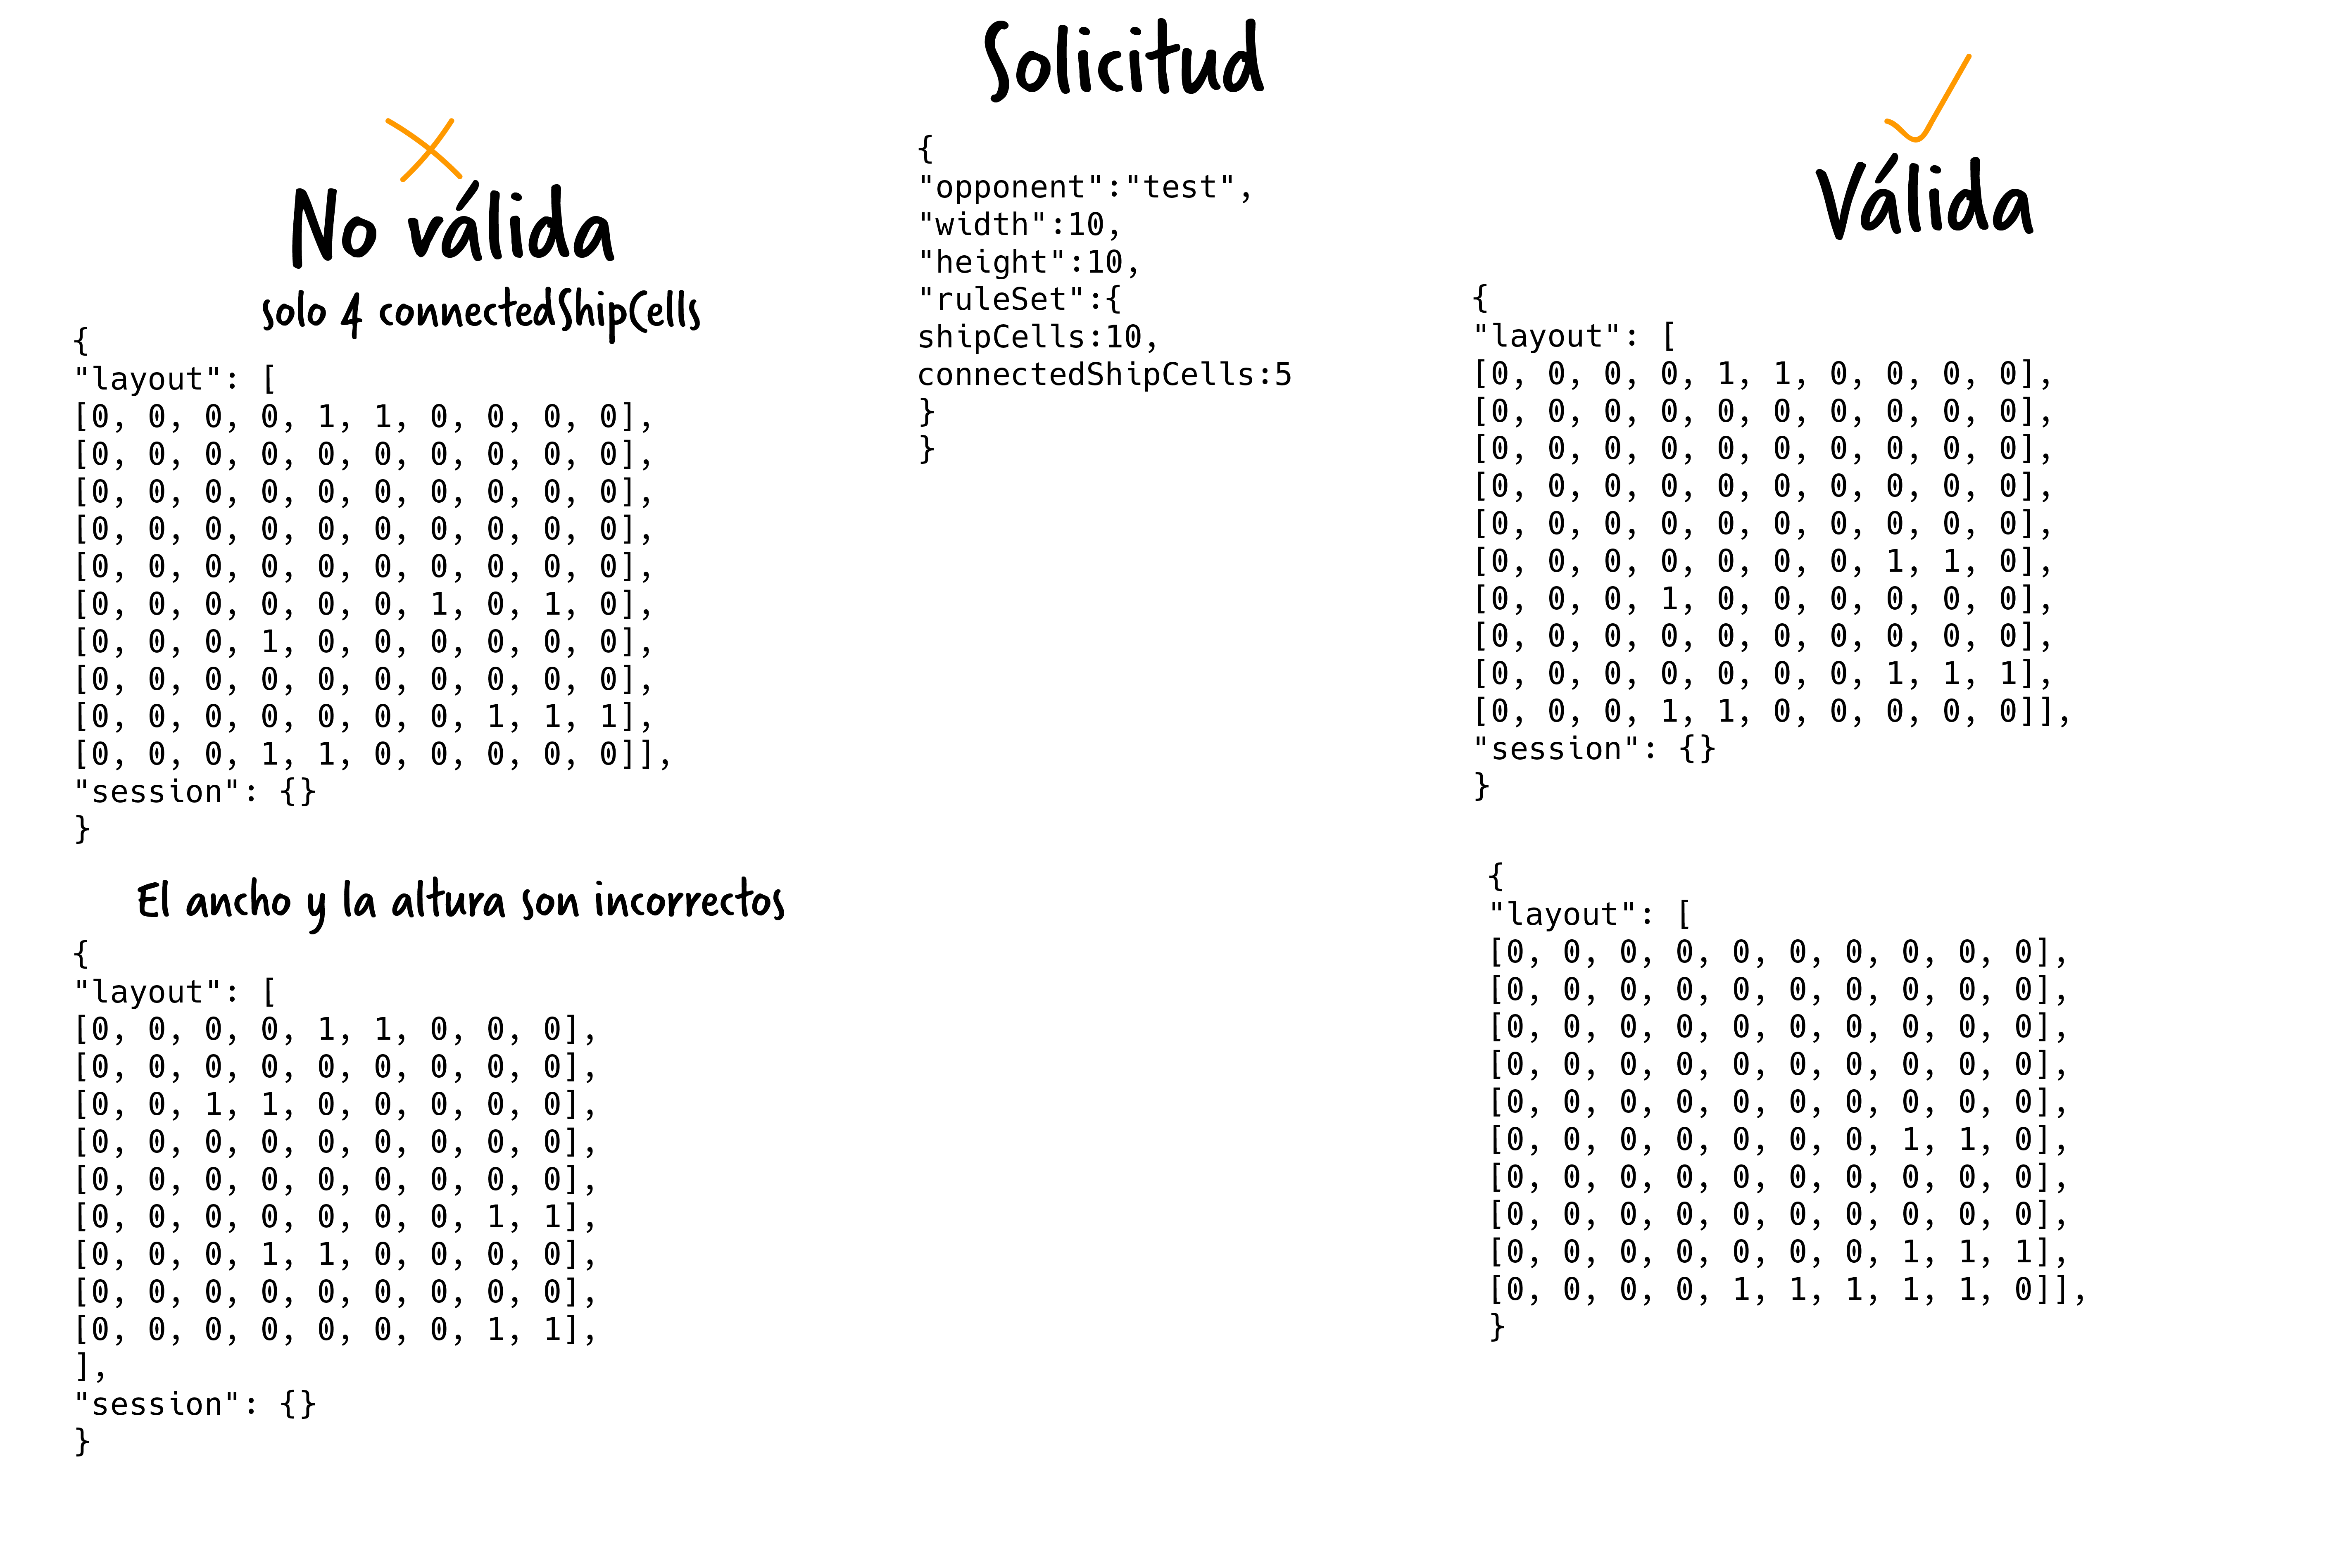 Solicitud
{
"opponent":"test",
"width":10,
"height":10,
"ruleSet":{
shipCells:10,
connectedShipCells:5
}
}
No válida
solo 4 connectedShipCells
{
"layout": [
[0, 0, 0, 0, 1, 1, 0, 0, 0, 0],
[0, 0, 0, 0, 0, 0, 0, 0, 0, 0],
[0, 0, 0, 0, 0, 0, 0, 0, 0, 0],
[0, 0, 0, 0, 0, 0, 0, 0, 0, 0],
[0, 0, 0, 0, 0, 0, 0, 0, 0, 0],
[0, 0, 0, 0, 0, 0, 1, 0, 1, 0],
[0, 0, 0, 1, 0, 0, 0, 0, 0, 0],
[0, 0, 0, 0, 0, 0, 0, 0, 0, 0],
[0, 0, 0, 0, 0, 0, 0, 1, 1, 1],
[0, 0, 0, 1, 1, 0, 0, 0, 0, 0]],
"session": {}
}
El ancho y la altura son incorrectos
{
"layout": [
[0, 0, 0, 0, 1, 1, 0, 0, 0],
[0, 0, 0, 0, 0, 0, 0, 0, 0],
[0, 0, 1, 1, 0, 0, 0, 0, 0],
[0, 0, 0, 0, 0, 0, 0, 0, 0],
[0, 0, 0, 0, 0, 0, 0, 0, 0],
[0, 0, 0, 0, 0, 0, 0, 1, 1],
[0, 0, 0, 1, 1, 0, 0, 0, 0],
[0, 0, 0, 0, 0, 0, 0, 0, 0],
[0, 0, 0, 0, 0, 0, 0, 1, 1],
],
"session": {}
}
Válida
{
"layout": [
[0, 0, 0, 0, 1, 1, 0, 0, 0, 0],
[0, 0, 0, 0, 0, 0, 0, 0, 0, 0],
[0, 0, 0, 0, 0, 0, 0, 0, 0, 0],
[0, 0, 0, 0, 0, 0, 0, 0, 0, 0],
[0, 0, 0, 0, 0, 0, 0, 0, 0, 0],
[0, 0, 0, 0, 0, 0, 0, 1, 1, 0],
[0, 0, 0, 1, 0, 0, 0, 0, 0, 0],
[0, 0, 0, 0, 0, 0, 0, 0, 0, 0],
[0, 0, 0, 0, 0, 0, 0, 1, 1, 1],
[0, 0, 0, 1, 1, 0, 0, 0, 0, 0]],
"session": {}
}
{
"layout": [
[0, 0, 0, 0, 0, 0, 0, 0, 0, 0],
[0, 0, 0, 0, 0, 0, 0, 0, 0, 0],
[0, 0, 0, 0, 0, 0, 0, 0, 0, 0],
[0, 0, 0, 0, 0, 0, 0, 0, 0, 0],
[0, 0, 0, 0, 0, 0, 0, 0, 0, 0],
[0, 0, 0, 0, 0, 0, 0, 1, 1, 0],
[0, 0, 0, 0, 0, 0, 0, 0, 0, 0],
[0, 0, 0, 0, 0, 0, 0, 0, 0, 0],
[0, 0, 0, 0, 0, 0, 0, 1, 1, 1],
[0, 0, 0, 0, 1, 1, 1, 1, 1, 0]],
}